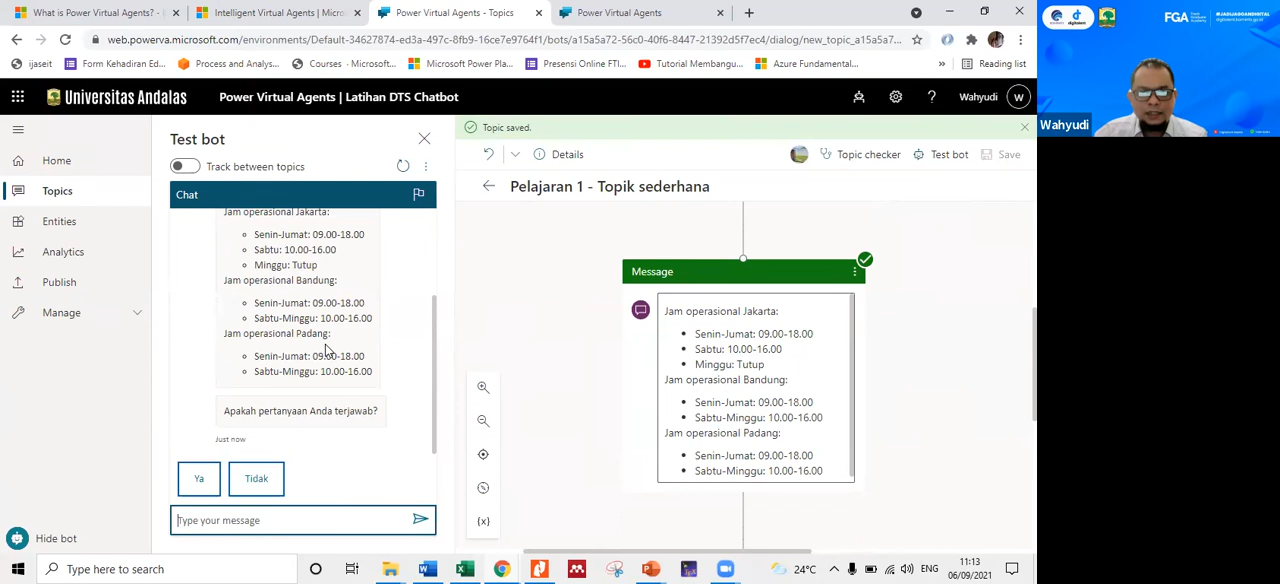 What is Power Virtual Agents? -
Intelligent Virtual Agents | Micros
Power Virtual Agents - Topics
Power Virtual Agents
web.powerva.microsoft.com/environments/Default-34627874-ed3a-497c-8fb9-16ce7e9764f1/bots/a15a5a72-56c0-40f6-8447-21392d5f7ec4/dialog/new_topic_a15a5a7...
ijaseit
Form Kehadiran Ed...
Process and Analys...
Courses - Microsoft...
Microsoft Power Pla...
Presensi Online FTI...
Tutorial Membangu...
Azure Fundamental...
»
Reading list
Universitas Andalas
Power Virtual Agents | Latihan DTS Chatbot
Wahyudi
W
Home
Topics
Entities
Analytics
Publish
Manage
Hide bot
Test bot
Track between topics
Chat
Jam operasional Jakarta:
Senin-Jumat: 09.00-18.00
Sabtu: 10.00-16.00
Minggu: Tutup
Jam operasional Bandung:
Senin-Jumat: 09.00-18.00
Sabtu-Minggu: 10.00-16.00
Jam operasional Padang:
Senin-Jumat: 09.00-18.00
Sabtu-Minggu: 10.00-16.00
Apakah pertanyaan Anda terjawab?
Just now
Ya
Tidak
Type your message
Topic saved.
Details
Topic checker
Test bot
Save
Pelajaran 1 - Topik sederhana
Message
Jam operasional Jakarta:
Senin-Jumat: 09.00-18.00
Sabtu: 10.00-16.00
Minggu: Tutup
Jam operasional Bandung:
Senin-Jumat: 09.00-18.00
Sabtu-Minggu: 10.00-16.00
Jam operasional Padang:
Senin-Jumat: 09.00-18.00
Sabtu-Minggu: 10.00-16.00
{x}
Type here to search
24°C
ENG
11:13
06/09/2021
digitalent
FGA
#JADIJAGOANDIGITAL
Wahyudi